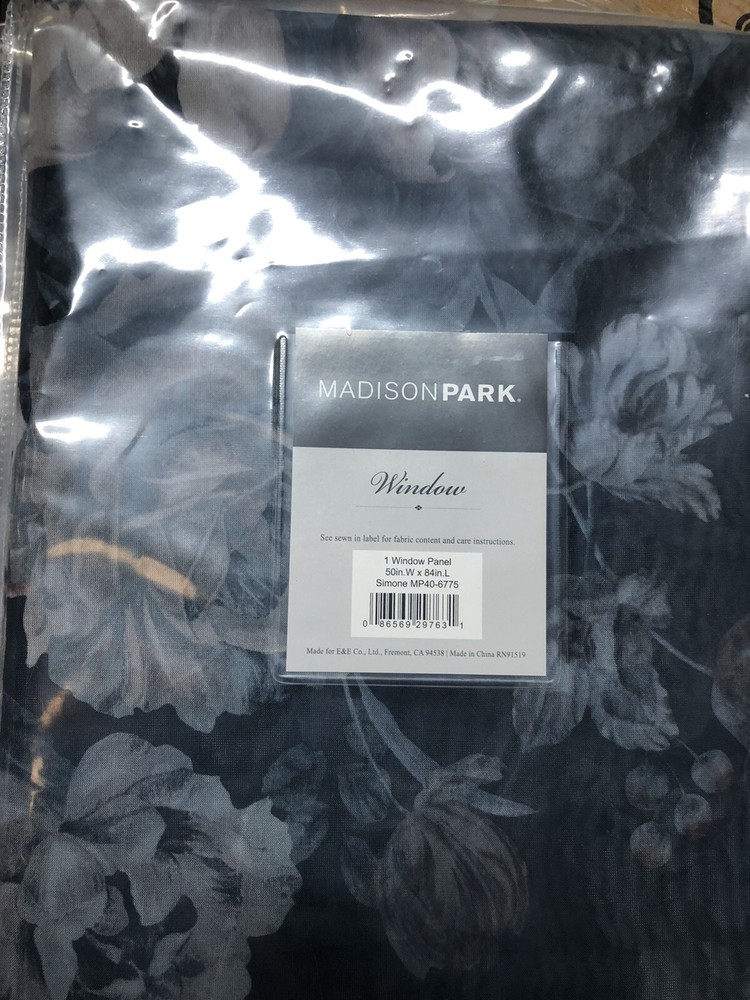 MADISONPARK®
Window
See sewn in label for fabric content and care instructions.
1 Window Panel
50in.W x 84in.L
Simone MP40-6775
0 86569 29763 1
Made for E&E Co., Ltd., Fremont, CA 94538 | Made in China RN91519